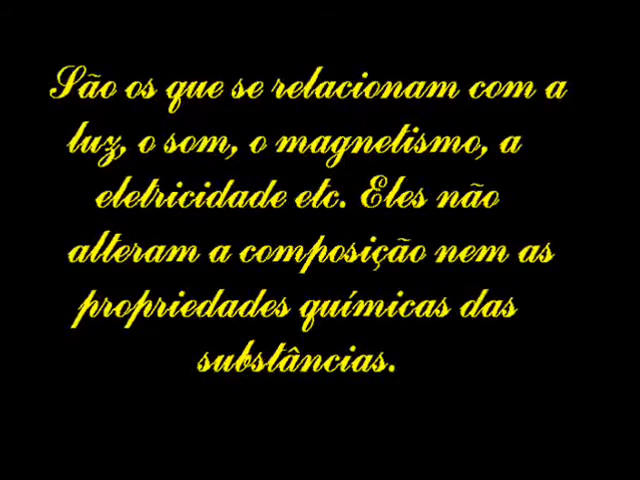 São os que se relacionam com a
luz, o som, o magnetismo, a
eletricidade etc. Eles não
alteram a composição nem as
propriedades químicas das
substâncias.